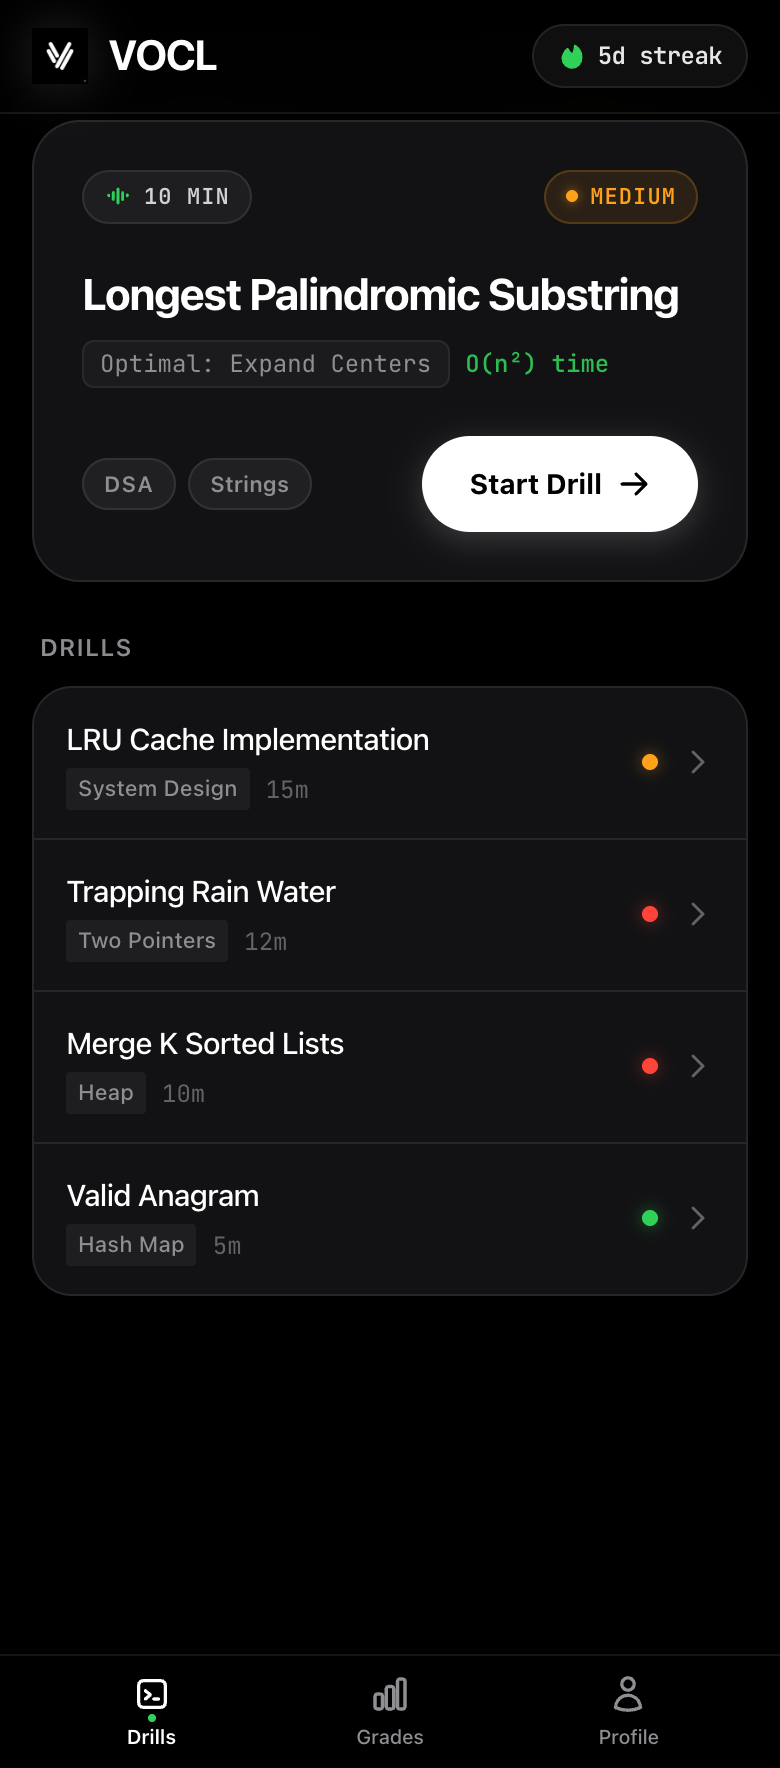 VOCL
5d streak
10 MIN
MEDIUM
Longest Palindromic Substring
Optimal: Expand Centers
O(n²) time
DSA
Strings
Start Drill →
DRILLS
LRU Cache Implementation
System Design
15m
Trapping Rain Water
Two Pointers
12m
Merge K Sorted Lists
Heap
10m
Valid Anagram
Hash Map
5m
Drills
Grades
Profile